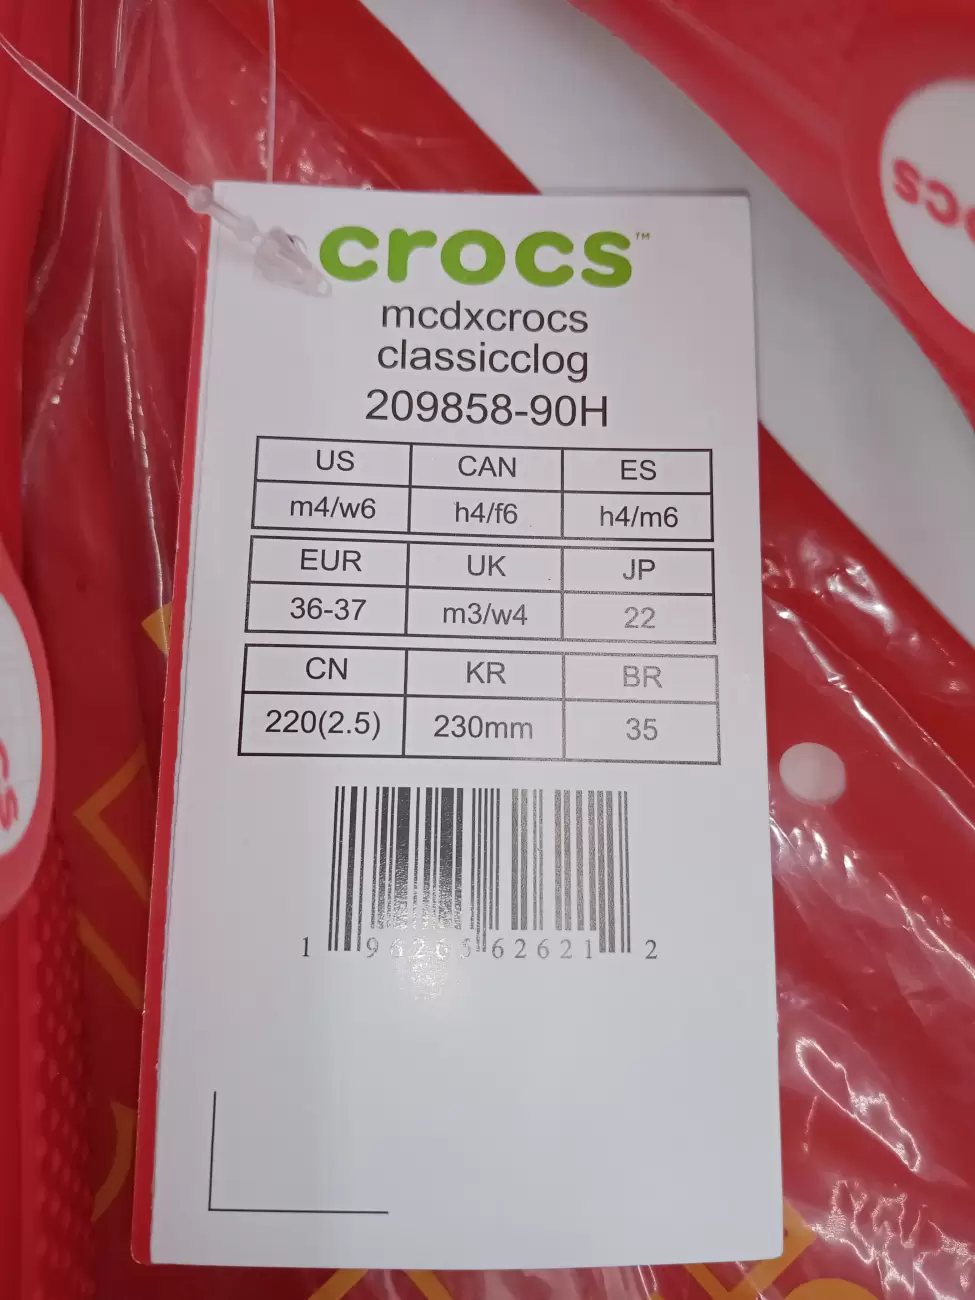 crocs™
mcdxcrocs
classicclog
209858-90H
US CAN ES
m4/w6 h4/f6 h4/m6
EUR UK JP
36-37 m3/w4 22
CN KR BR
220(2.5) 230mm 35
1 96265 62621 2